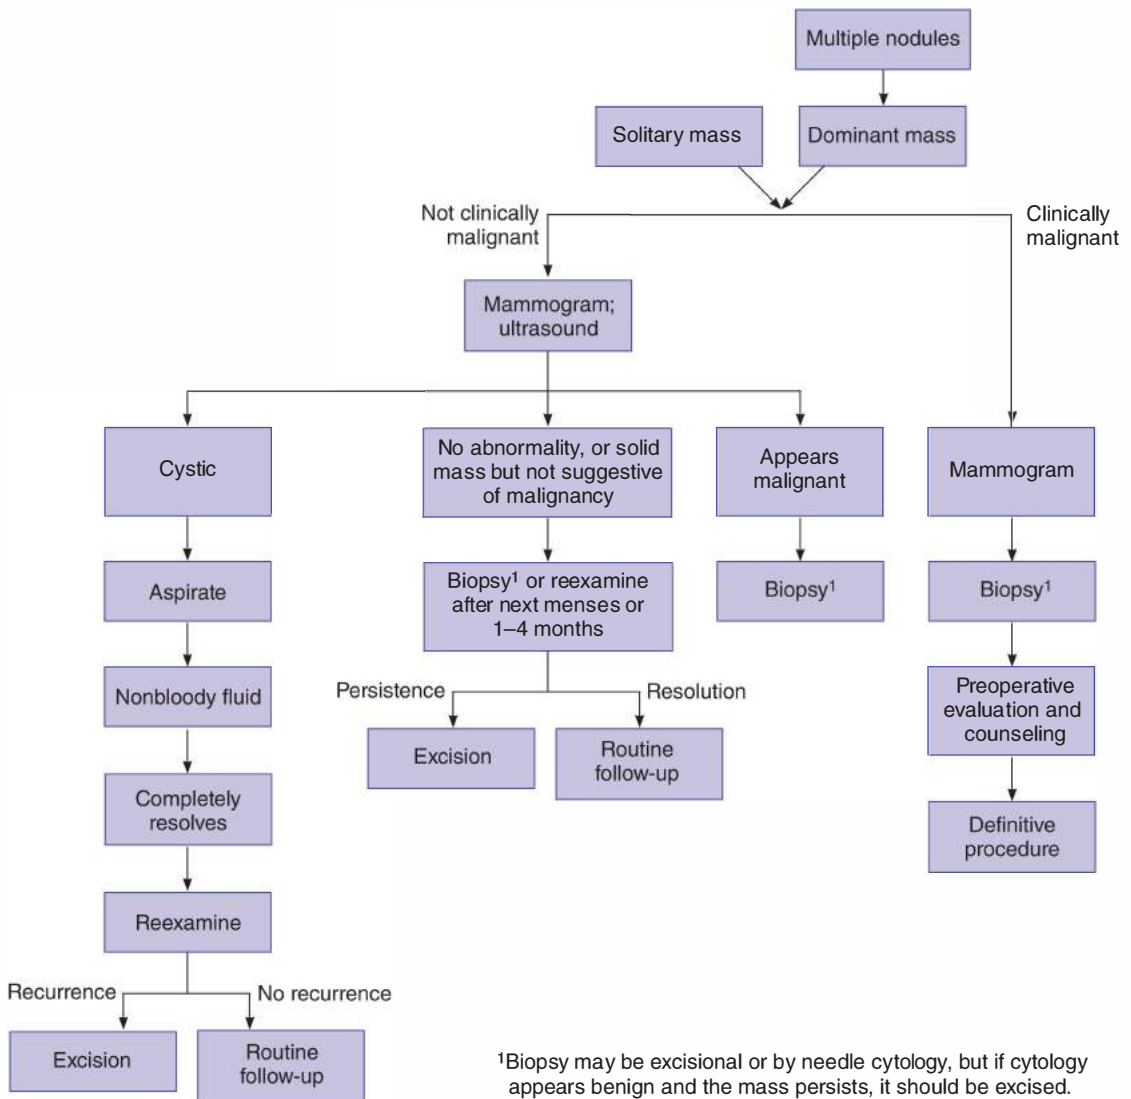 Multiple nodules
Solitary mass
Dominant mass
Not clinically
malignant
Clinically
malignant
Mammogram;
ultrasound
Cystic
No abnormality, or solid
mass but not suggestive
of malignancy
Appears
malignant
Mammogram
Aspirate
Biopsy¹ or reexamine
after next menses or
1–4 months
Biopsy¹
Biopsy¹
Nonbloody fluid
Persistence
Resolution
Preoperative
evaluation and
counseling
Excision
Routine
follow-up
Completely
resolves
Definitive
procedure
Reexamine
Recurrence
No recurrence
Excision
Routine
follow-up
¹Biopsy may be excisional or by needle cytology, but if cytology
appears benign and the mass persists, it should be excised.